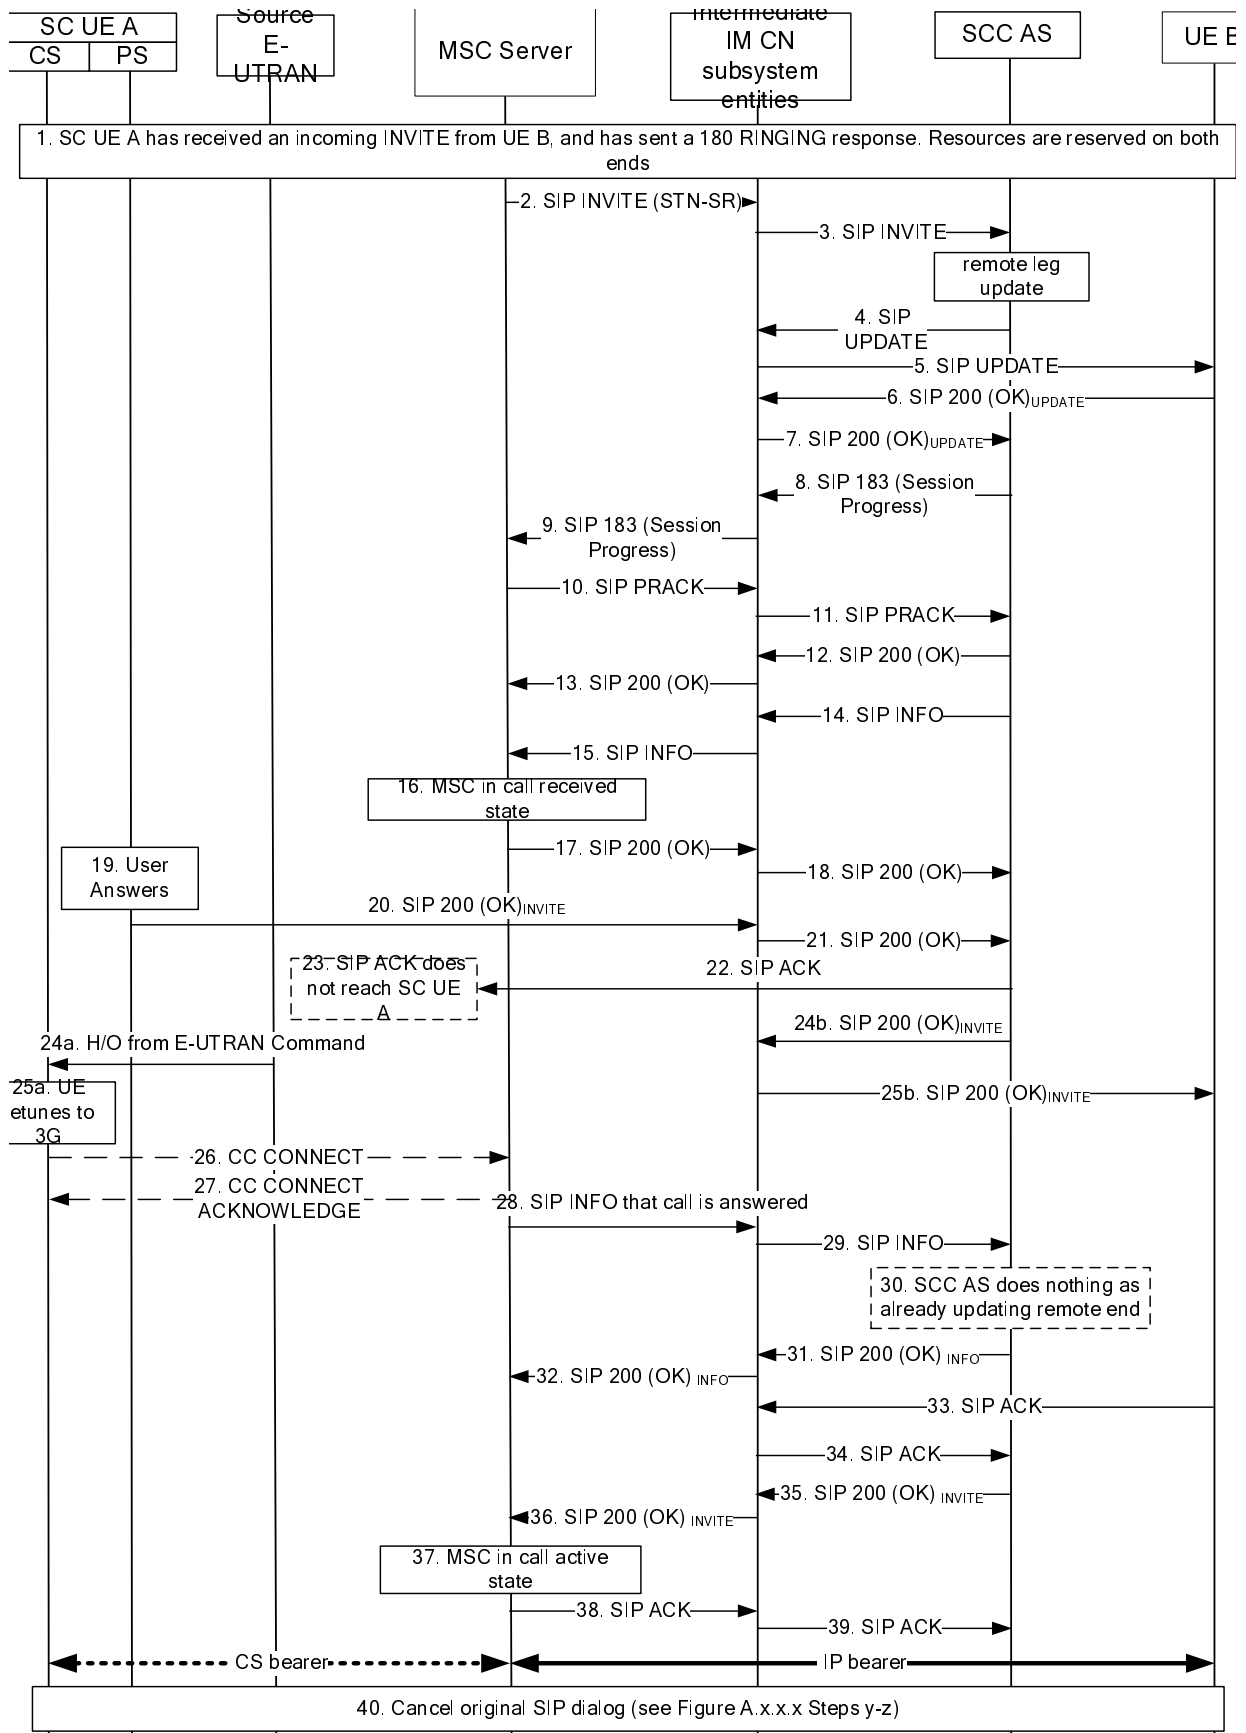 SC UE A
CS
PS
Source
E-
UTRAN
MSC Server
Intermediate
IM CN
subsystem
entities
SCC AS
UE B
1. SC UE A has received an incoming INVITE from UE B, and has sent a 180 RINGING response. Resources are reserved on both
ends
2. SIP INVITE (STN-SR)
3. SIP INVITE
remote leg
update
4. SIP
UPDATE
5. SIP UPDATE
6. SIP 200 (OK)UPDATE
7. SIP 200 (OK)UPDATE
8. SIP 183 (Session
Progress)
9. SIP 183 (Session
Progress)
10. SIP PRACK
11. SIP PRACK
12. SIP 200 (OK)
13. SIP 200 (OK)
14. SIP INFO
15. SIP INFO
16. MSC in call received
state
17. SIP 200 (OK)
18. SIP 200 (OK)
19. User
Answers
20. SIP 200 (OK)INVITE
21. SIP 200 (OK)
22. SIP ACK
23. SIP ACK does
not reach SC UE
A
24b. SIP 200 (OK)INVITE
24a. H/O from E-UTRAN Command
25a. UE
etunes to
3G
25b. SIP 200 (OK)INVITE
26. CC CONNECT
27. CC CONNECT
ACKNOWLEDGE
28. SIP INFO that call is answered
29. SIP INFO
30. SCC AS does nothing as
already updating remote end
31. SIP 200 (OK) INFO
32. SIP 200 (OK) INFO
33. SIP ACK
34. SIP ACK
35. SIP 200 (OK) INVITE
36. SIP 200 (OK) INVITE
37. MSC in call active
state
38. SIP ACK
39. SIP ACK
CS bearer
IP bearer
40. Cancel original SIP dialog (see Figure A.x.x.x Steps y-z)